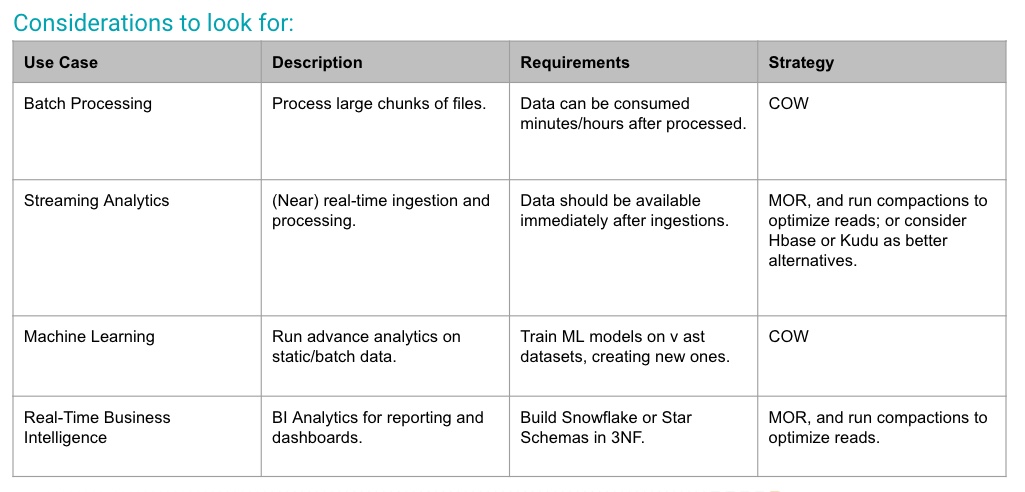 Considerations to look for:
Use Case
Description
Requirements
Strategy
Batch Processing
Process large chunks of files.
Data can be consumed
minutes/hours after processed.
COW
Streaming Analytics
(Near) real-time ingestion and
processing.
Data should be available
immediately after ingestions.
MOR, and run compactions to
optimize reads; or consider
Hbase or Kudu as better
alternatives.
Machine Learning
Run advance analytics on
static/batch data.
Train ML models on v ast
datasets, creating new ones.
COW
Real-Time Business
Intelligence
BI Analytics for reporting and
dashboards.
Build Snowflake or Star
Schemas in 3NF.
MOR, and run compactions to
optimize reads.